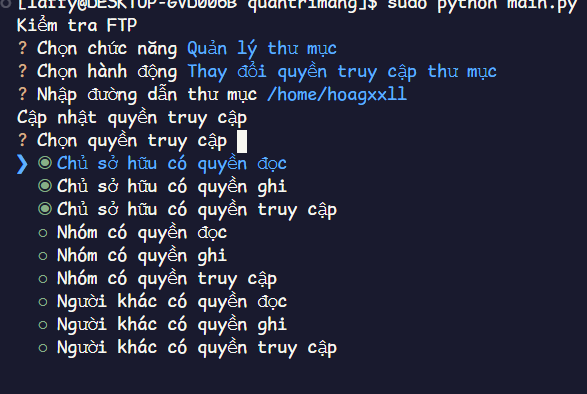 [laffy@DESKTOP-GVD006B quantrimang]$ sudo python main.py
Kiểm tra FTP
? Chọn chức năng Quản lý thư mục
? Chọn hành động Thay đổi quyền truy cập thư mục
? Nhập đường dẫn thư mục /home/hoagxxll
Cập nhật quyền truy cập
? Chọn quyền truy cập
❯ ◉ Chủ sở hữu có quyền đọc
◉ Chủ sở hữu có quyền ghi
◉ Chủ sở hữu có quyền truy cập
○ Nhóm có quyền đọc
○ Nhóm có quyền ghi
○ Nhóm có quyền truy cập
○ Người khác có quyền đọc
○ Người khác có quyền ghi
○ Người khác có quyền truy cập